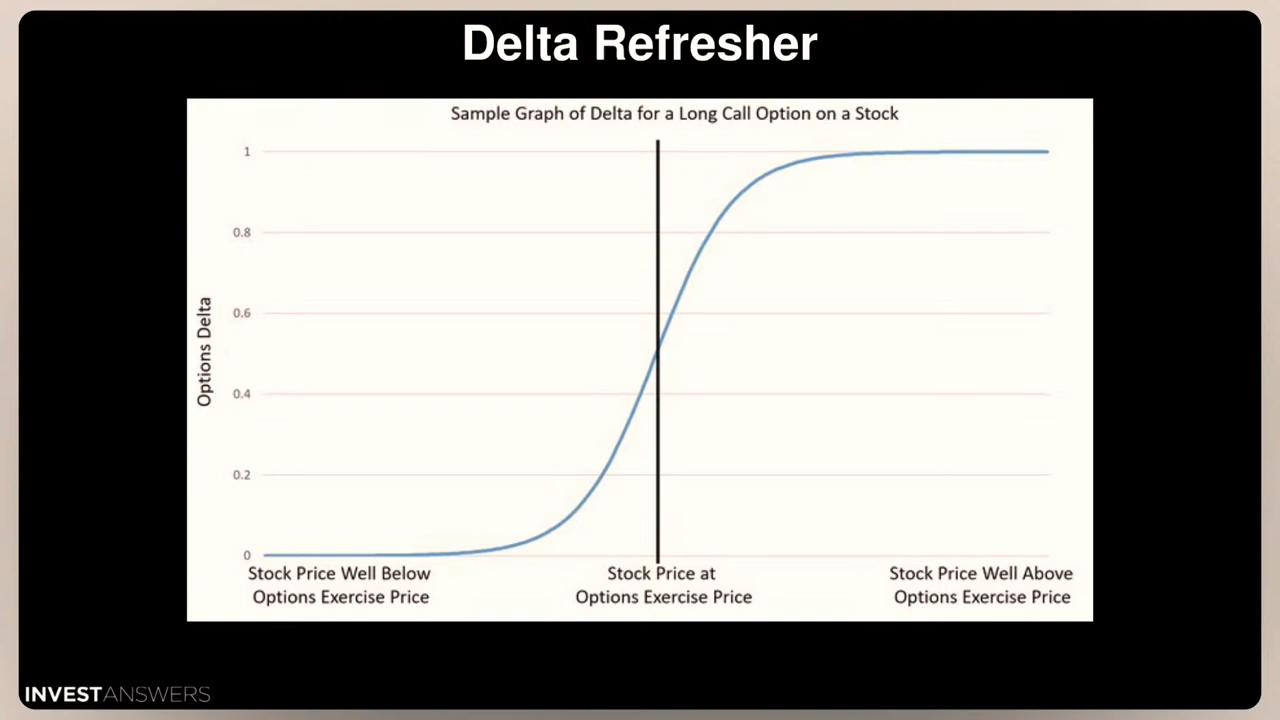 Delta Refresher
Sample Graph of Delta for a Long Call Option on a Stock
1
0.8
0.6
0.4
0.2
0
Options Delta
Stock Price Well Below
Options Exercise Price
Stock Price at
Options Exercise Price
Stock Price Well Above
Options Exercise Price
INVESTANSWERS